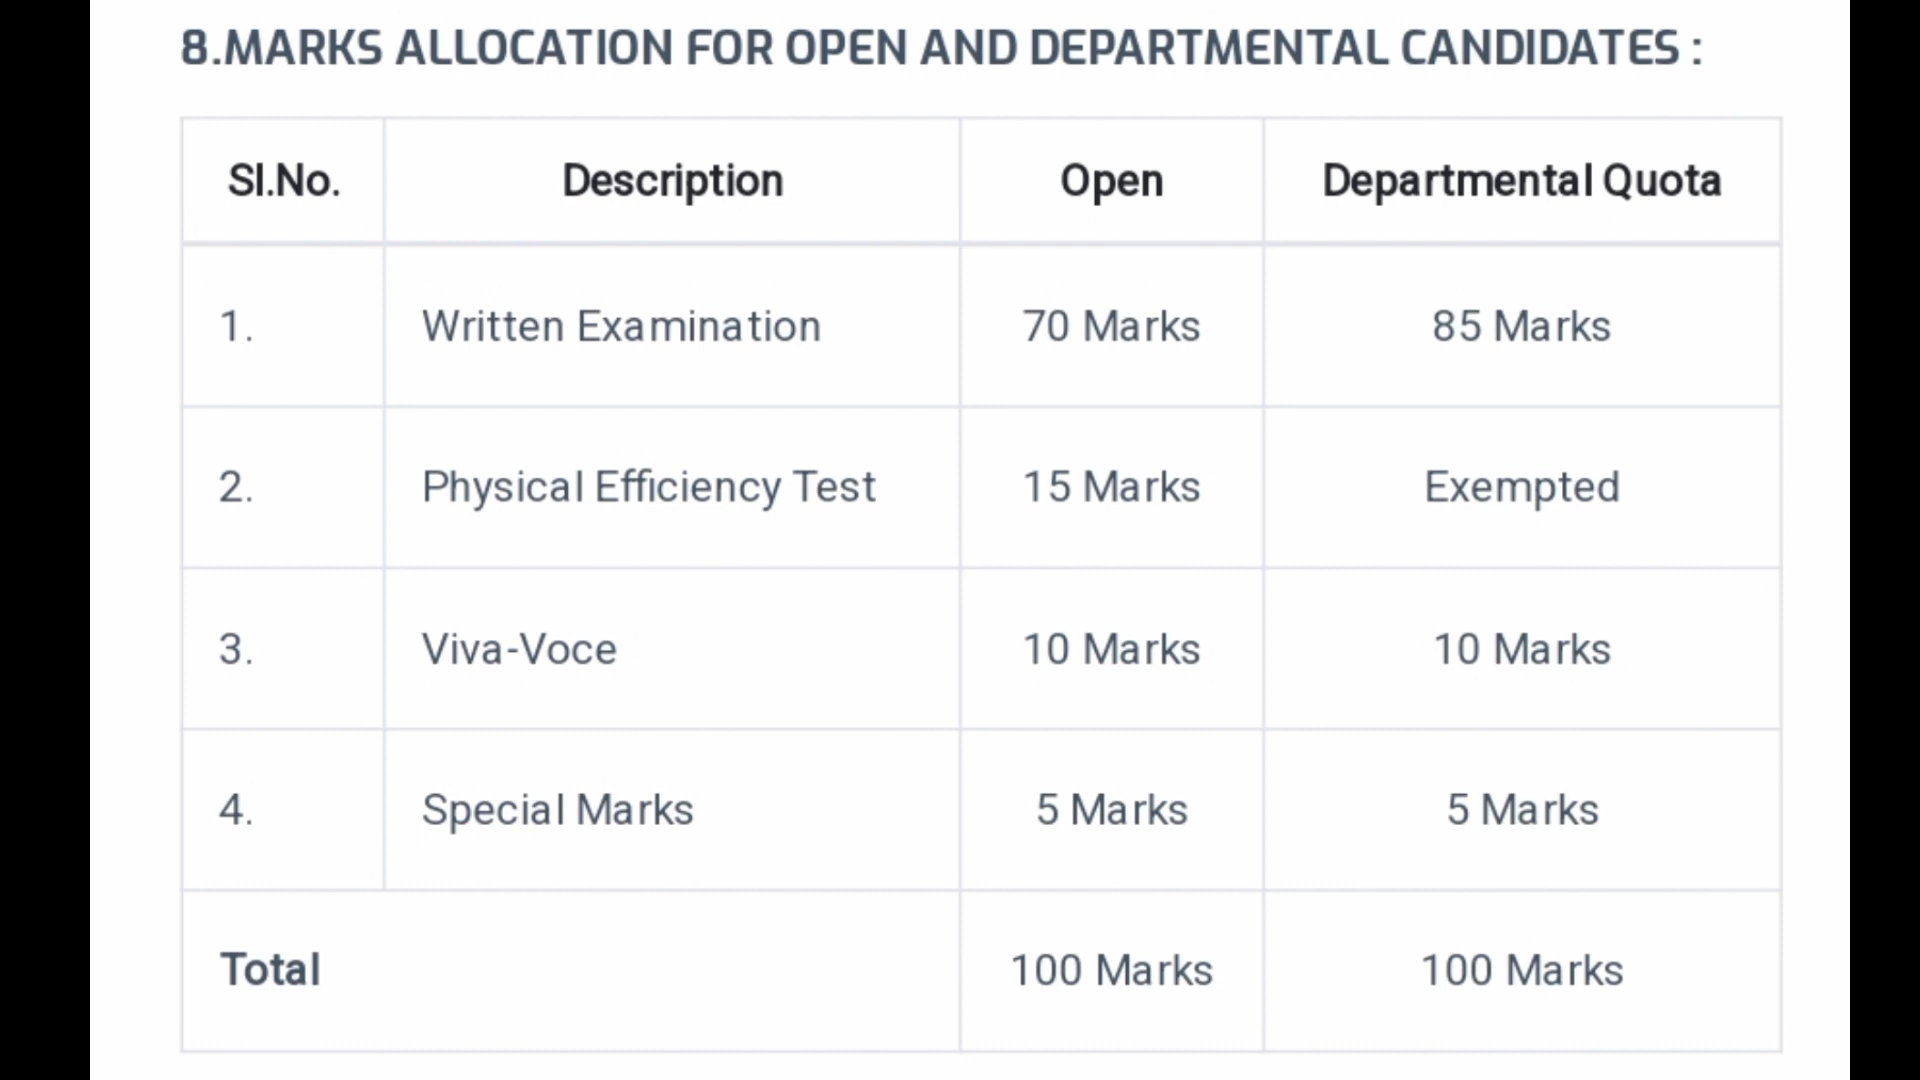 8.MARKS ALLOCATION FOR OPEN AND DEPARTMENTAL CANDIDATES :
Sl.No. Description Open Departmental Quota
1. Written Examination 70 Marks 85 Marks
2. Physical Efficiency Test 15 Marks Exempted
3. Viva-Voce 10 Marks 10 Marks
4. Special Marks 5 Marks 5 Marks
Total 100 Marks 100 Marks